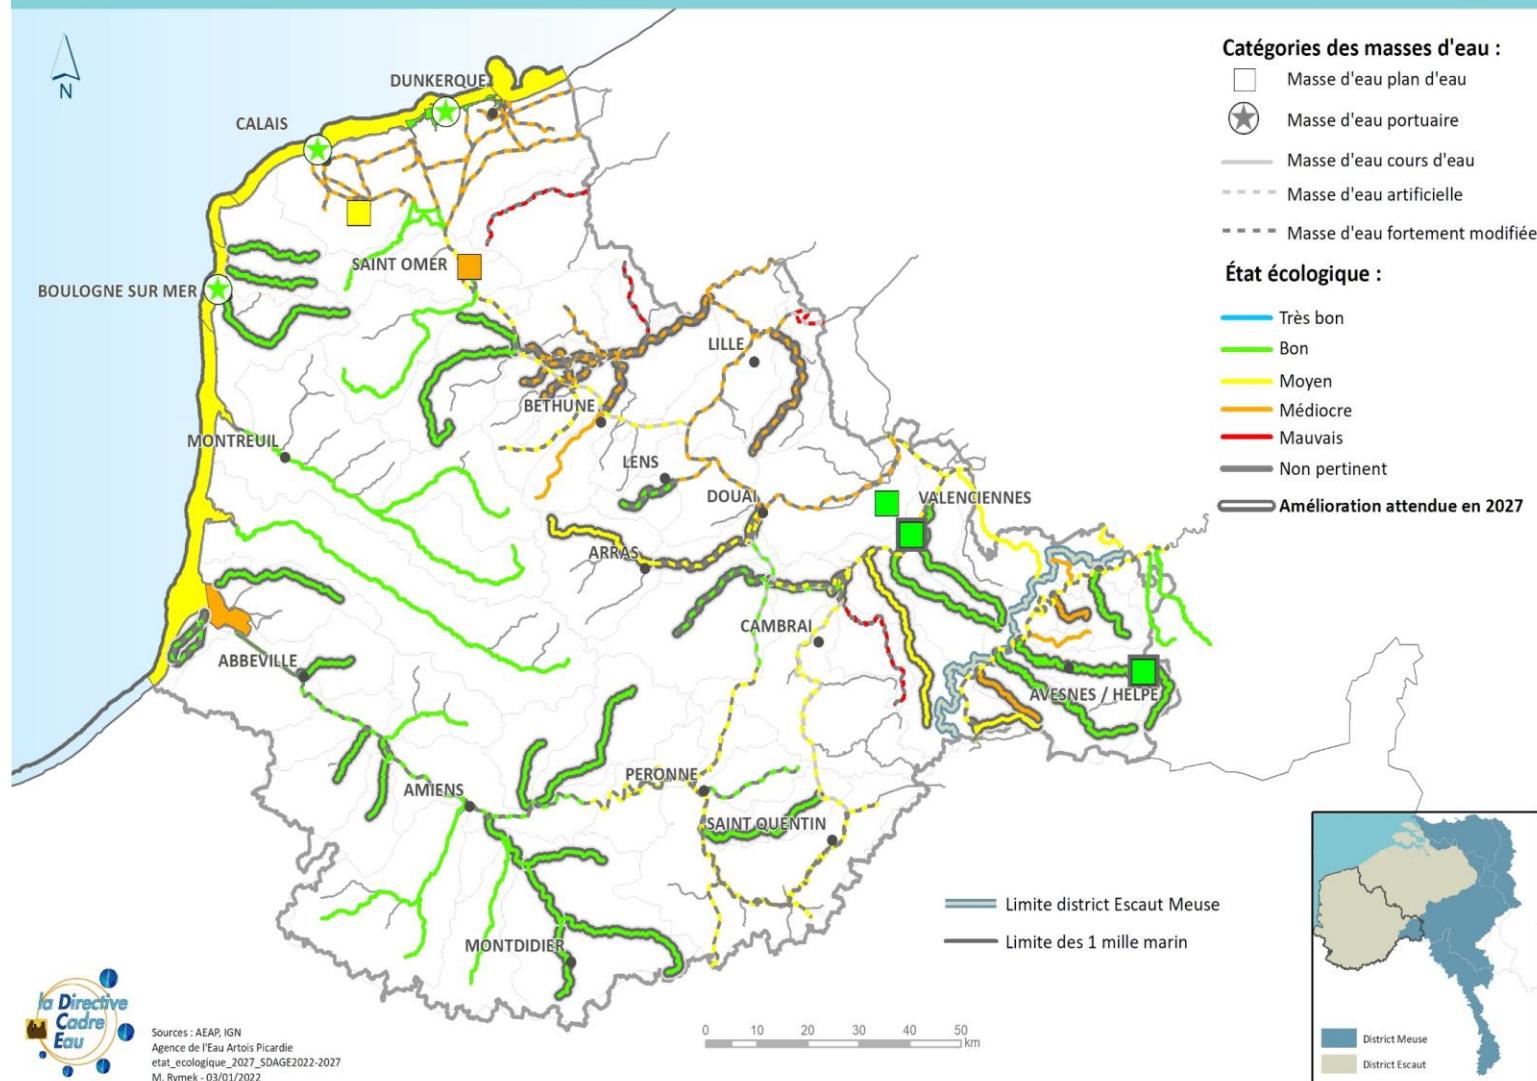 N
DUNKERQUE
CALAIS
SAINT OMER
BOULOGNE SUR MER
LILLE
BETHUNE
MONTREUIL
LENS
DOUAI
VALENCIENNES
ARRAS
CAMBRAI
ABBEVILLE
AVESNES / HELPE
PERONNE
AMIENS
SAINT QUENTIN
MONTDIDIER
Catégories des masses d'eau :
Masse d'eau plan d'eau
Masse d'eau portuaire
Masse d'eau cours d'eau
Masse d'eau artificielle
Masse d'eau fortement modifiée
État écologique :
Très bon
Bon
Moyen
Médiocre
Mauvais
Non pertinent
Amélioration attendue en 2027
Limite district Escaut Meuse
Limite des 1 mille marin
0 10 20 30 40 50
km
District Meuse
District Escaut
la Directive
Cadre
Eau
Sources : AEAP, IGN
Agence de l'Eau Artois Picardie
etat_ecologique_2027_SDAGE2022-2027
M. Rymek - 03/01/2022